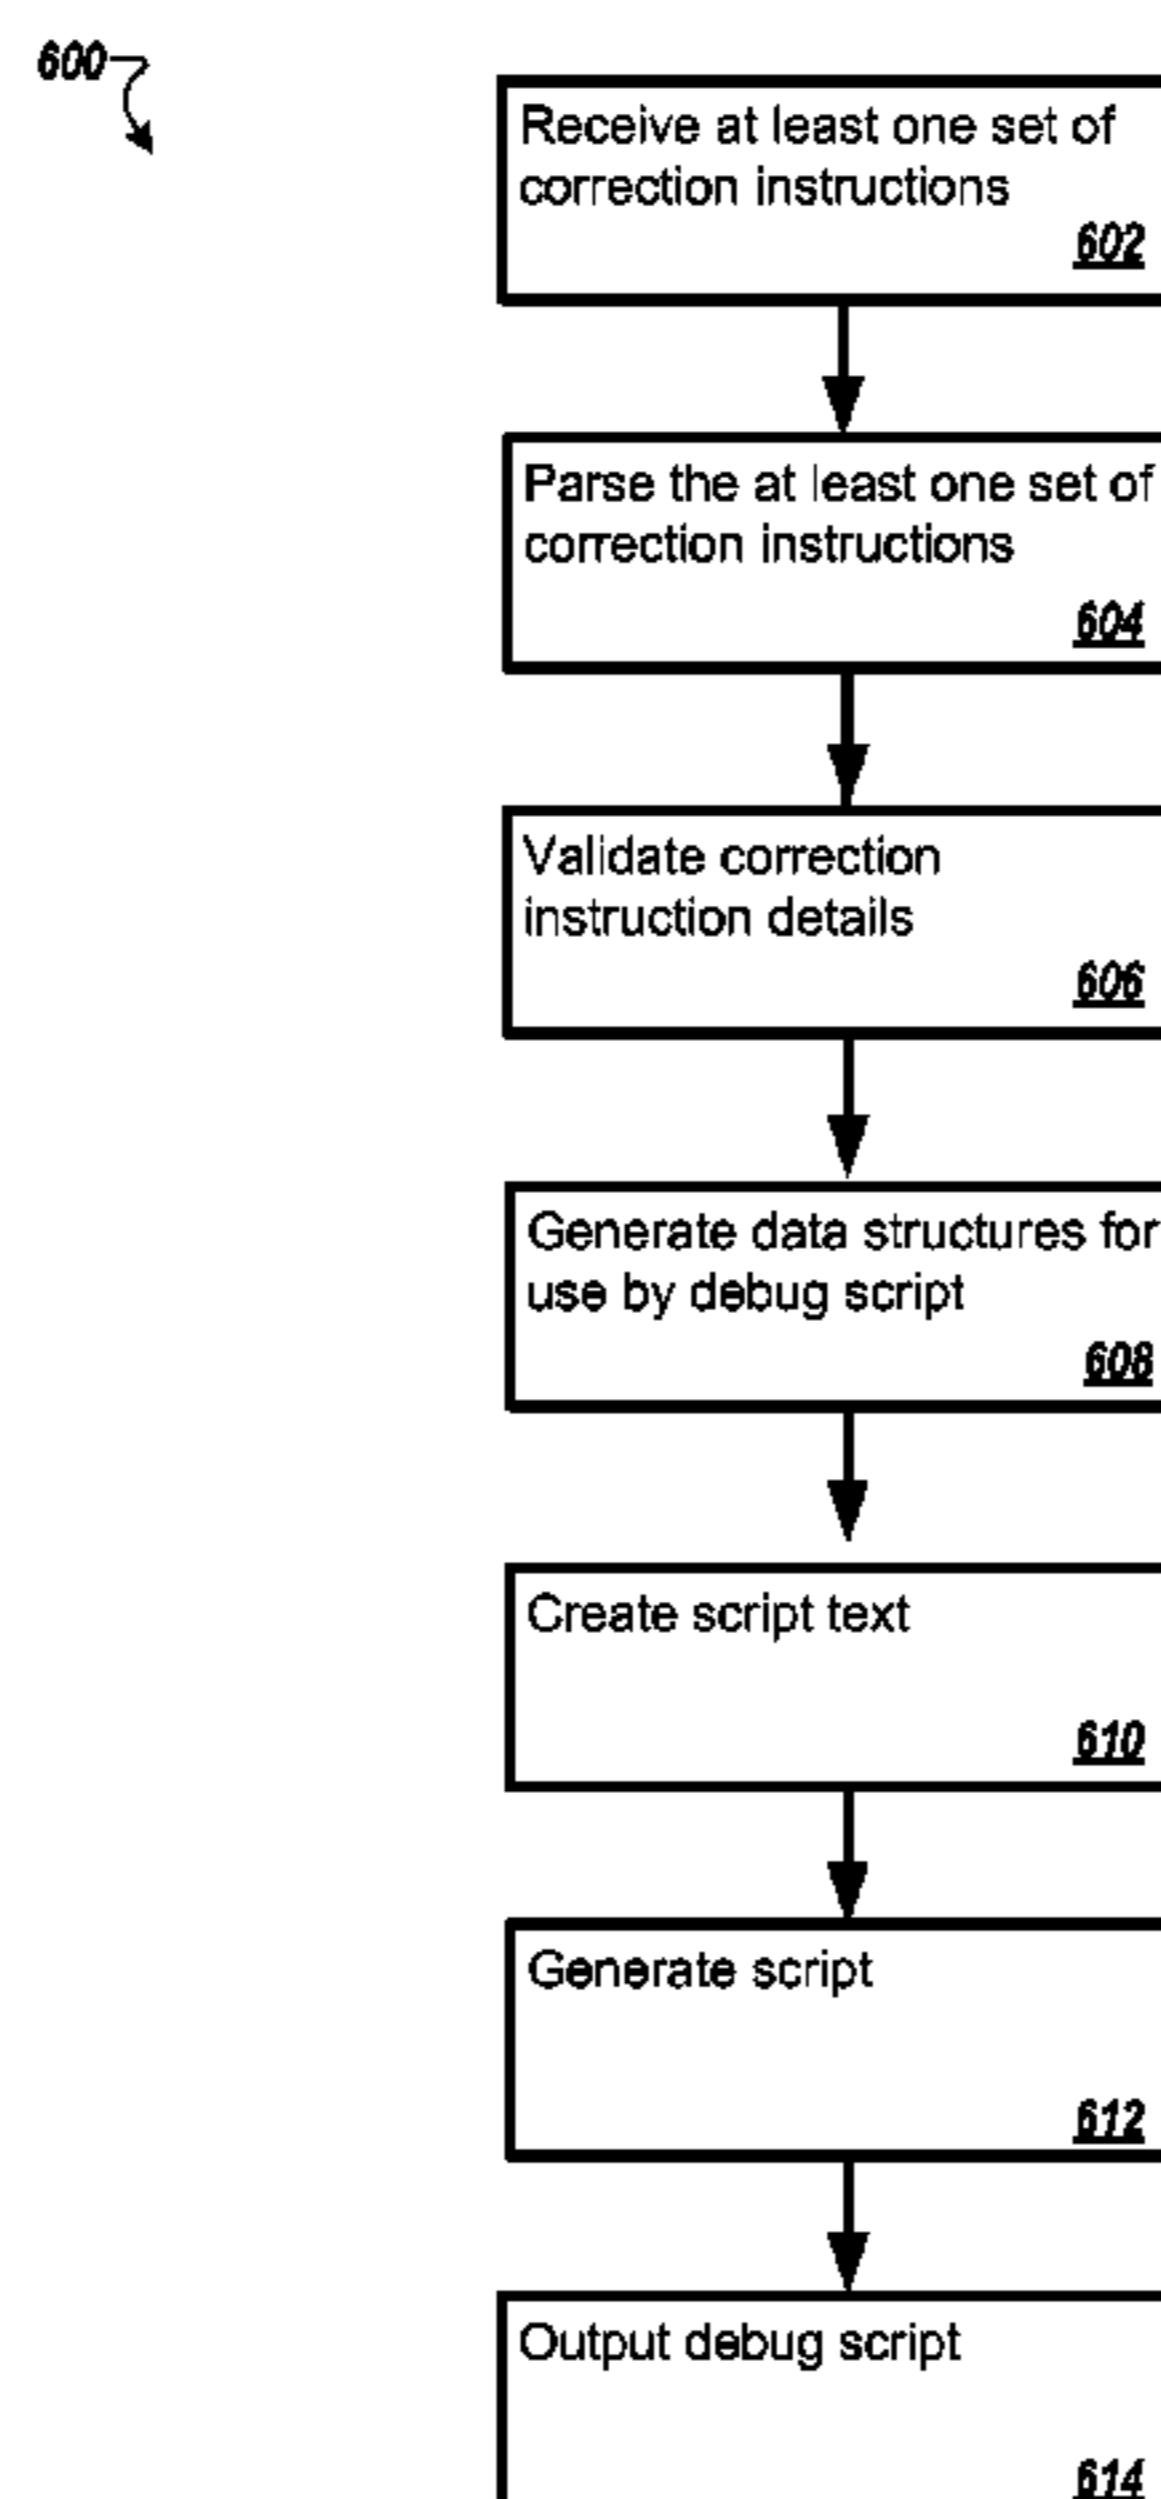 600
Receive at least one set of
correction instructions
602
Parse the at least one set of
correction instructions
604
Validate correction
instruction details
606
Generate data structures for
use by debug script
608
Create script text
610
Generate script
612
Output debug script
614